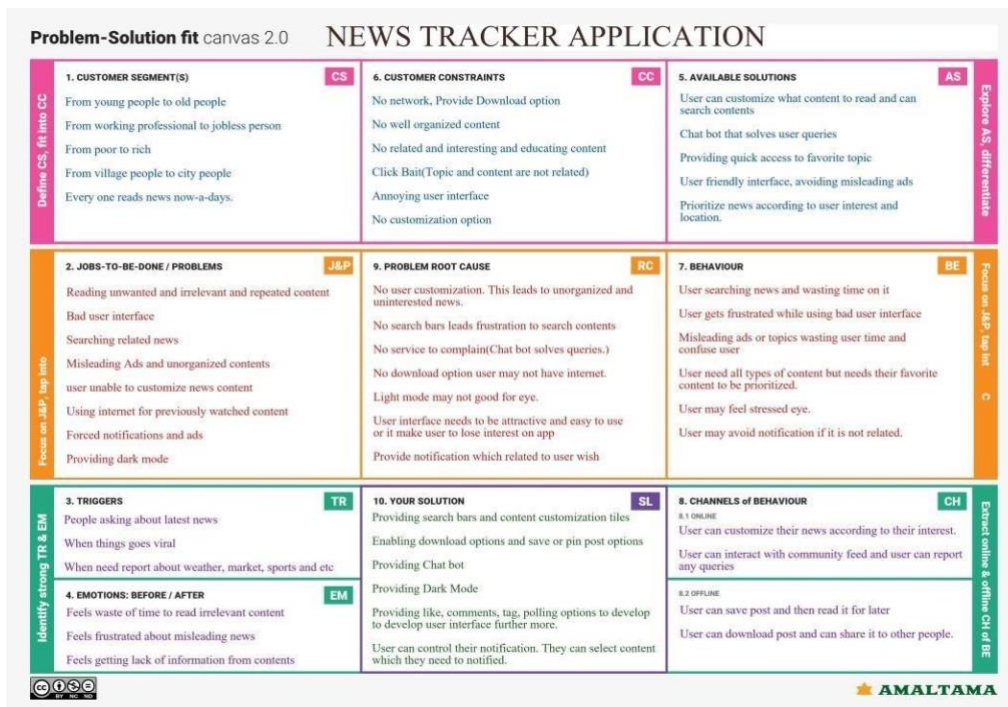 Problem-Solution fit canvas 2.0
NEWS TRACKER APPLICATION
Define CS, fit into CC
1. CUSTOMER SEGMENT(S)
CS
From young people to old people
From working professional to jobless person
From poor to rich
From village people to city people
Every one reads news now-a-days.
6. CUSTOMER CONSTRAINTS
CC
No network, Provide Download option
No well organized content
No related and interesting and educating content
Click Bait(Topic and content are not related)
Annoying user interface
No customization option
5. AVAILABLE SOLUTIONS
AS
User can customize what content to read and can
search contents
Chat bot that solves user queries
Providing quick access to favorite topic
User friendly interface, avoiding misleading ads
Prioritize news according to user interest and
location.
Explore AS, differentiate
Focus on J&P, tap into
2. JOBS-TO-BE-DONE / PROBLEMS
J&P
Reading unwanted and irrelevant and repeated content
Bad user interface
Searching related news
Misleading Ads and unorganized contents
user unable to customize news content
Using internet for previously watched content
Forced notifications and ads
Providing dark mode
9. PROBLEM ROOT CAUSE
RC
No user customization. This leads to unorganized and
uninterested news.
No search bars leads frustration to search contents
No service to complain(Chat bot solves queries.)
No download option user may not have internet.
Light mode may not good for eye.
User interface needs to be attractive and easy to use
or it make user to lose interest on app
Provide notification which related to user wish
7. BEHAVIOUR
BE
User searching news and wasting time on it
User gets frustrated while using bad user interface
Misleading ads or topics wasting user time and
confuse user
User need all types of content but needs their favorite
content to be prioritized.
User may feel stressed eye.
User may avoid notification if it is not related.
Focus on J&P, tap int C
Identify strong TR & EM
3. TRIGGERS
TR
People asking about latest news
When things goes viral
When need report about weather, market, sports and etc
4. EMOTIONS: BEFORE / AFTER
EM
Feels waste of time to read irrelevant content
Feels frustrated about misleading news
Feels getting lack of information from contents
10. YOUR SOLUTION
SL
Providing search bars and content customization tiles
Enabling download options and save or pin post options
Providing Chat bot
Providing Dark Mode
Providing like, comments, tag, polling options to develop
to develop user interface further more.
User can control their notification. They can select content
which they need to notified.
8. CHANNELS of BEHAVIOUR
CH
8.1 ONLINE
User can customize their news according to their interest.
User can interact with community feed and user can report
any queries
8.2 OFFLINE
User can save post and then read it for later
User can download post and can share it to other people.
Extract online & offline CH of BE
cc
BY NC ND
AMALTAMA